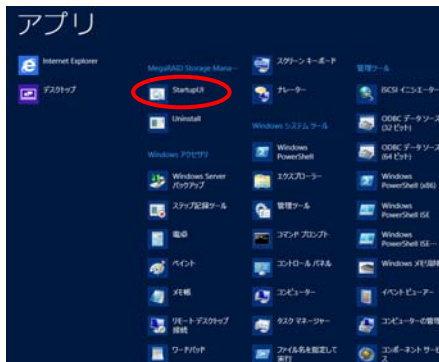 アプリ
Internet Explorer
デスクトップ
MegaRAID Storage Mana…
StartupUI
Uninstall
Windows アクセサリ
Windows Server
バックアップ
ステップ記録ツール
電卓
ペイント
メモ帳
リモート デスクトップ
接続
ワードパッド
スクリーン キーボード
ナレーター
Windows システム ツール
Windows
PowerShell
エクスプローラー
管理ツール
コマンド プロンプト
コントロール パネル
コンピューター
タスク マネージャー
ファイル名を指定して
実行
管理ツール
iSCSI イニシエーター
ODBC データ ソース
(32 ビット)
ODBC データ ソース
(64 ビット)
Windows
PowerShell (x86)
Windows
PowerShell ISE
Windows
PowerShell ISE…
Windows メモリ診断
イベント ビューアー
コンピューターの管理
コンポーネント サービ
ス